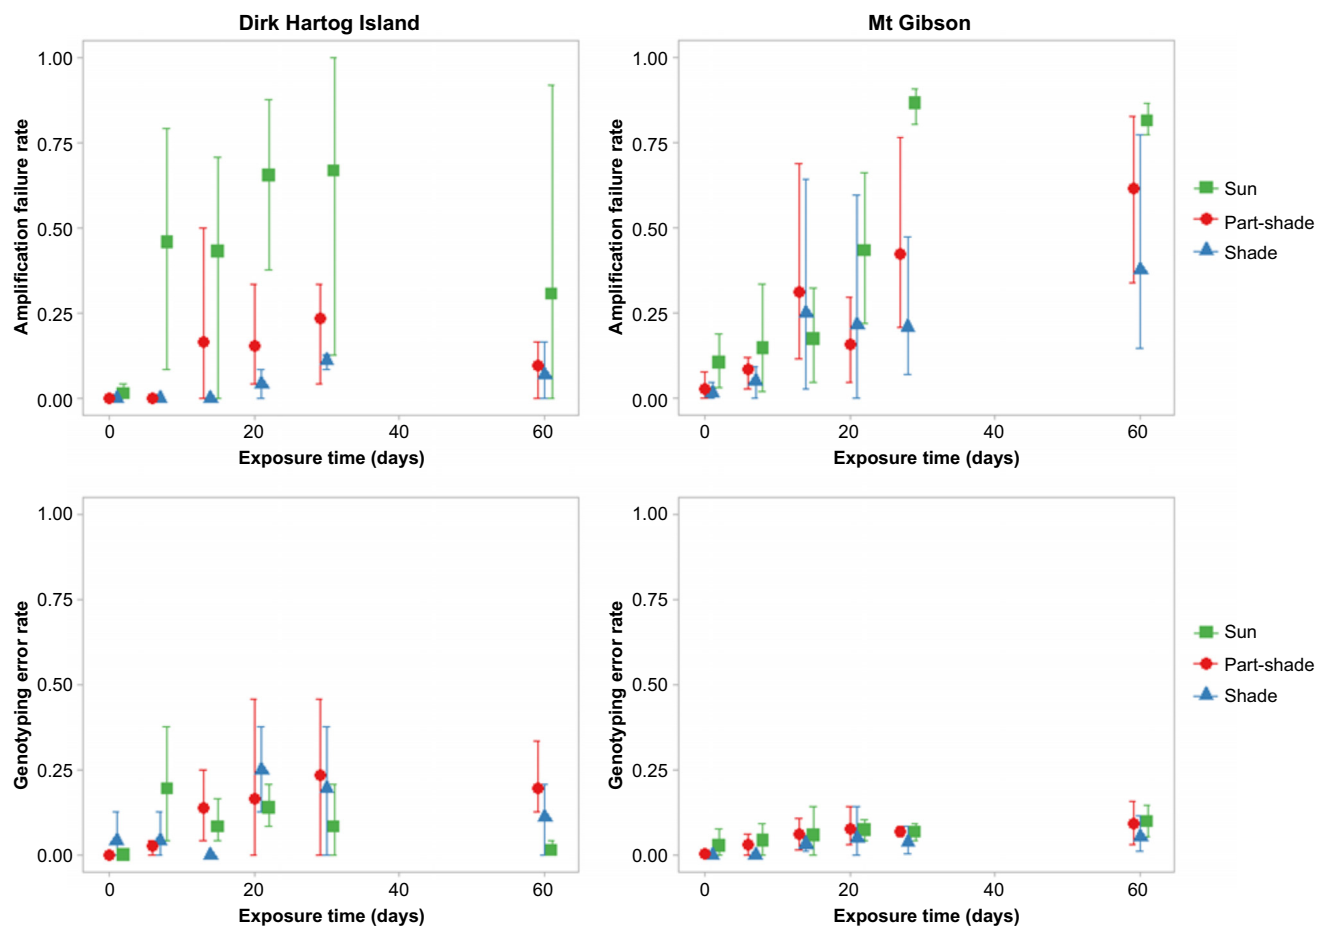 Dirk Hartog Island
Mt Gibson
Amplification failure rate
1.00
0.75
0.50
0.25
0.00
0 20 40 60
Exposure time (days)
Amplification failure rate
1.00
0.75
0.50
0.25
0.00
0 20 40 60
Exposure time (days)
Sun
Part-shade
Shade
Genotyping error rate
1.00
0.75
0.50
0.25
0.00
0 20 40 60
Exposure time (days)
Genotyping error rate
1.00
0.75
0.50
0.25
0.00
0 20 40 60
Exposure time (days)
Sun
Part-shade
Shade